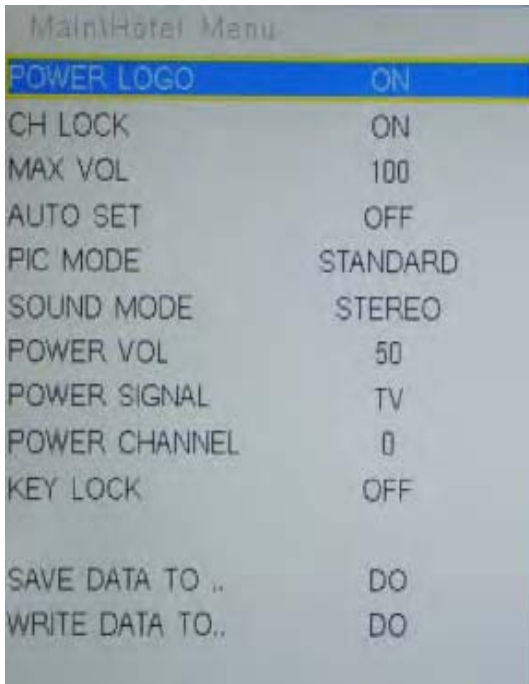 Main\Hotel Menu
POWER LOGO ON
CH LOCK ON
MAX VOL 100
AUTO SET OFF
PIC MODE STANDARD
SOUND MODE STEREO
POWER VOL 50
POWER SIGNAL TV
POWER CHANNEL 0
KEY LOCK OFF
SAVE DATA TO .. DO
WRITE DATA TO.. DO